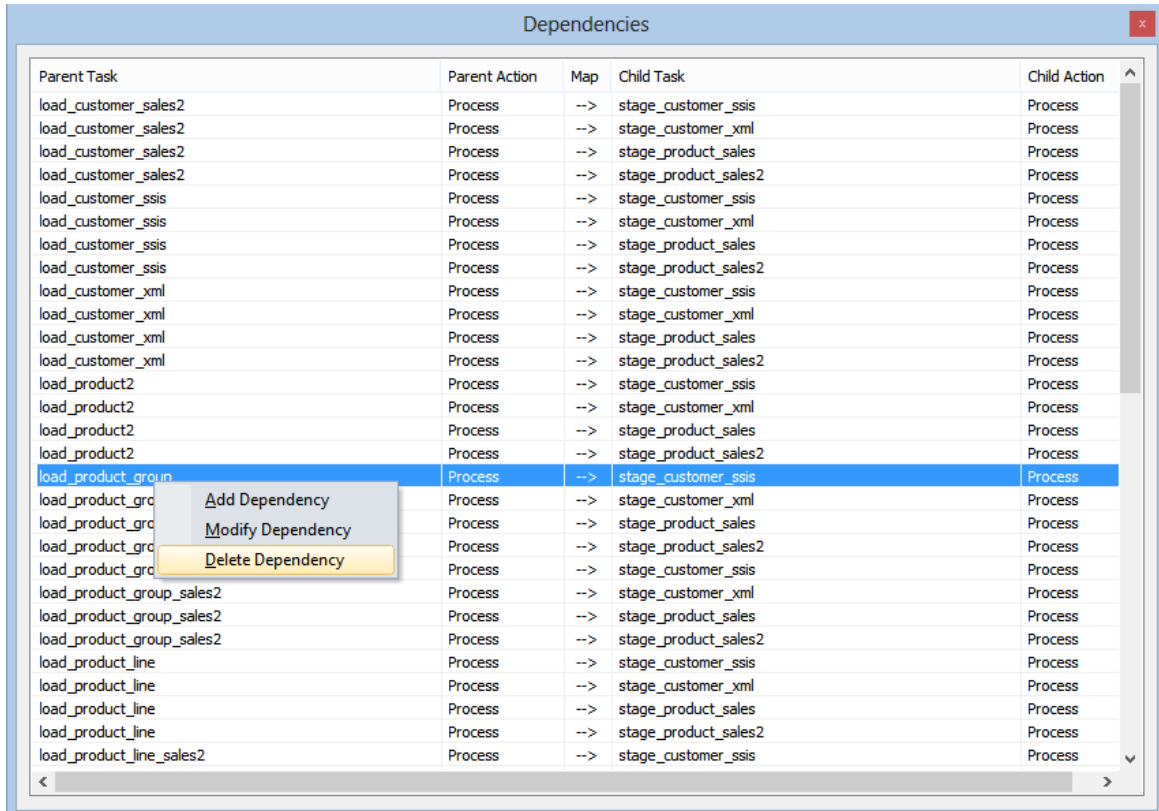 Dependencies
x
Parent Task Parent Action Map Child Task Child Action
load_customer_sales2 Process --> stage_customer_ssis Process
load_customer_sales2 Process --> stage_customer_xml Process
load_customer_sales2 Process --> stage_product_sales Process
load_customer_sales2 Process --> stage_product_sales2 Process
load_customer_ssis Process --> stage_customer_ssis Process
load_customer_ssis Process --> stage_customer_xml Process
load_customer_ssis Process --> stage_product_sales Process
load_customer_ssis Process --> stage_product_sales2 Process
load_customer_xml Process --> stage_customer_ssis Process
load_customer_xml Process --> stage_customer_xml Process
load_customer_xml Process --> stage_product_sales Process
load_customer_xml Process --> stage_product_sales2 Process
load_product2 Process --> stage_customer_ssis Process
load_product2 Process --> stage_customer_xml Process
load_product2 Process --> stage_product_sales Process
load_product2 Process --> stage_product_sales2 Process
load_product_group Process --> stage_customer_ssis Process
load_product_gro Add Dependency Process --> stage_customer_xml Process
load_product_gro Modify Dependency Process --> stage_product_sales Process
load_product_gro Process --> stage_product_sales2 Process
load_product_gro Delete Dependency Process --> stage_customer_ssis Process
load_product_group_sales2 Process --> stage_customer_xml Process
load_product_group_sales2 Process --> stage_product_sales Process
load_product_group_sales2 Process --> stage_product_sales2 Process
load_product_line Process --> stage_customer_ssis Process
load_product_line Process --> stage_customer_xml Process
load_product_line Process --> stage_product_sales Process
load_product_line Process --> stage_product_sales2 Process
load_product_line_sales2 Process --> stage_customer_ssis Process